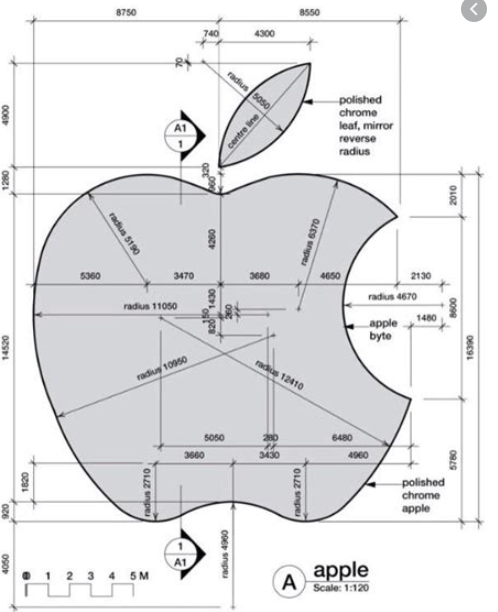 8750
8550
740
4300
70
radius 5050
centre line
4900
A1
1
polished
chrome
leaf, mirror
reverse
radius
1280
320
960
2010
radius 5190
4260
radius 6370
5360
3470
3680
4650
2130
radius 11050
1430
260
150
820
radius 4670
1480
8600
apple
byte
14520
16390
radius 10950
radius 12410
5050
280
6480
3660
3430
4960
1820
radius 2710
radius 2710
5780
polished
chrome
apple
920
radius 4960
4050
1
A1
0 1 2 3 4 5 M
A
apple
Scale: 1:120